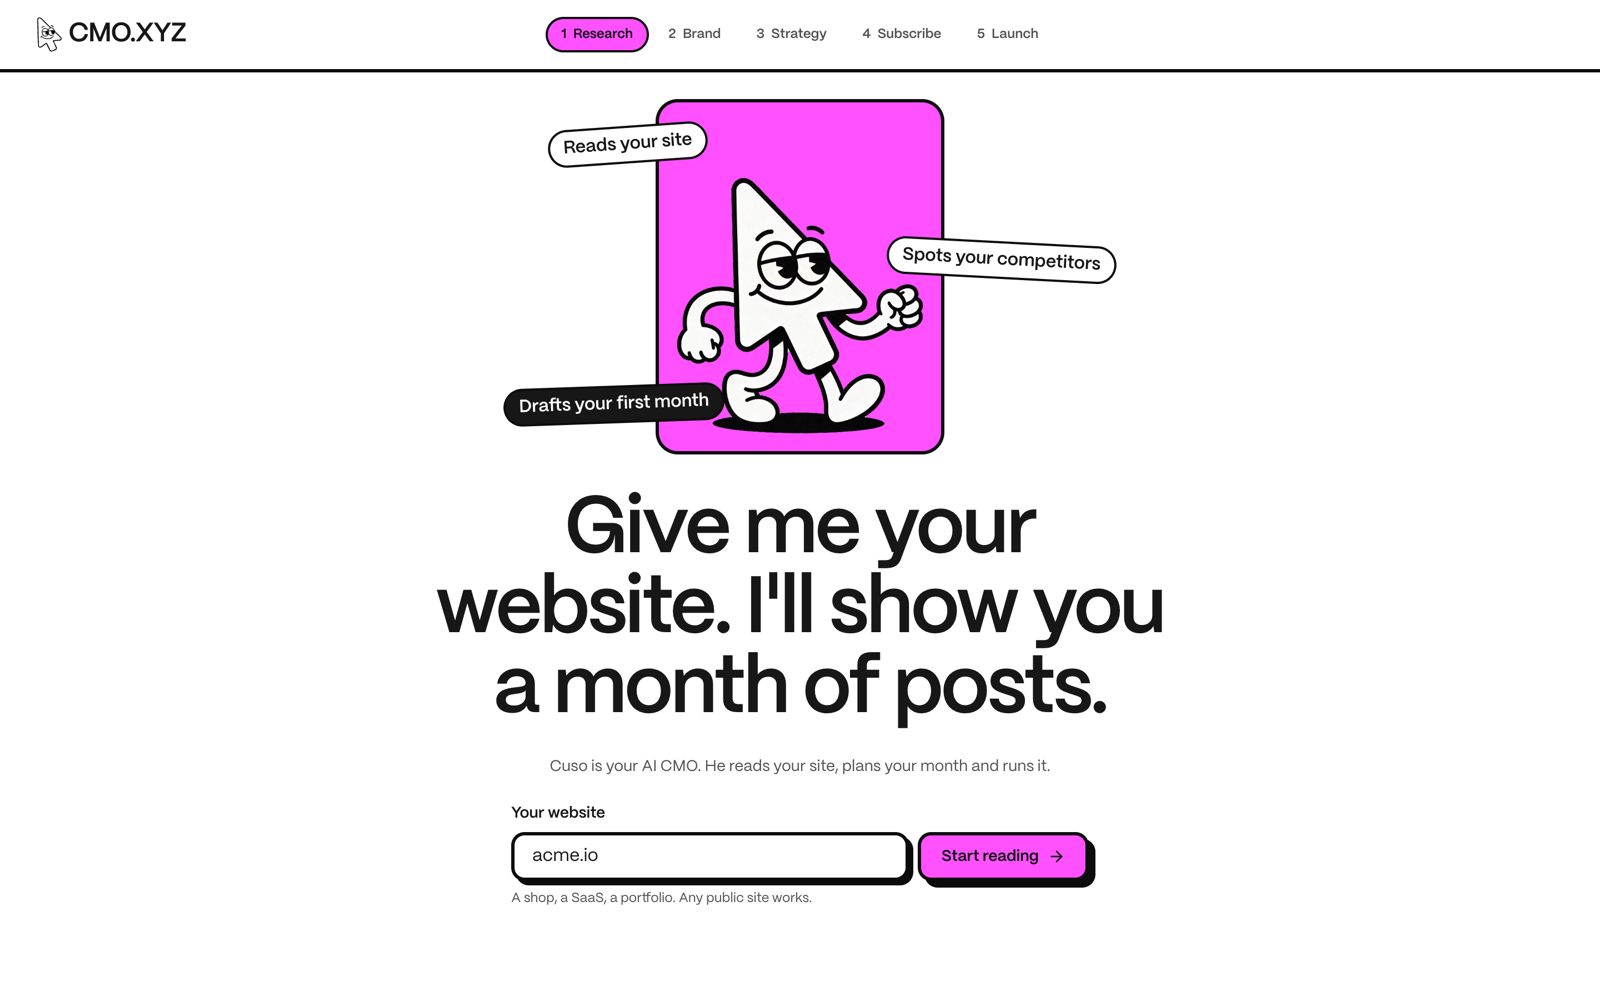 CMO.XYZ
1 Research
2 Brand
3 Strategy
4 Subscribe
5 Launch
Reads your site
Spots your competitors
Drafts your first month
Give me your
website. I'll show you
a month of posts.
Cuso is your AI CMO. He reads your site, plans your month and runs it.
Your website
acme.io
Start reading →
A shop, a SaaS, a portfolio. Any public site works.